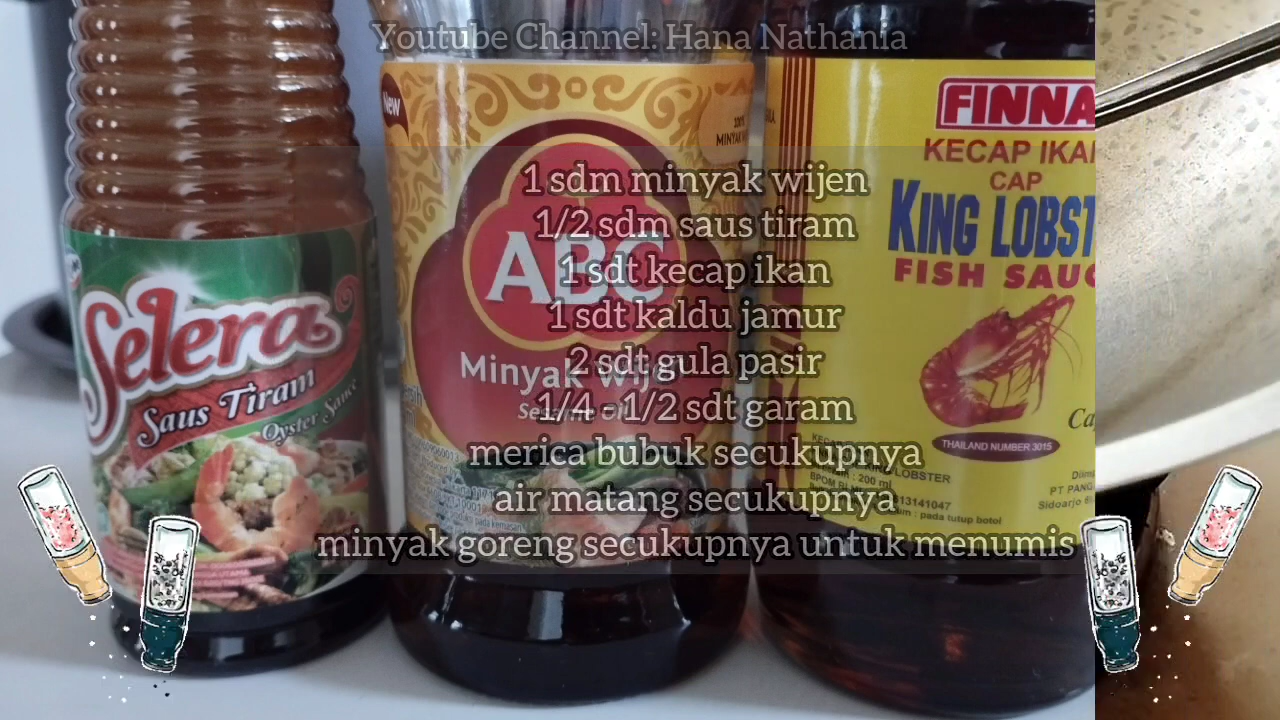 Youtube Channel: Hana Nathania
1 sdm minyak wijen
1/2 sdm saus tiram
1 sdt kecap ikan
1 sdt kaldu jamur
2 sdt gula pasir
1/4 - 1/2 sdt garam
merica bubuk secukupnya
air matang secukupnya
minyak goreng secukupnya untuk menumis
Selera
Saus Tiram
Oyster Sauce
New
ABC
Minyak
FINNA
KECAP IKAN
CAP
KING LOBST
FISH SAUC
THAILAND NUMBER 3015